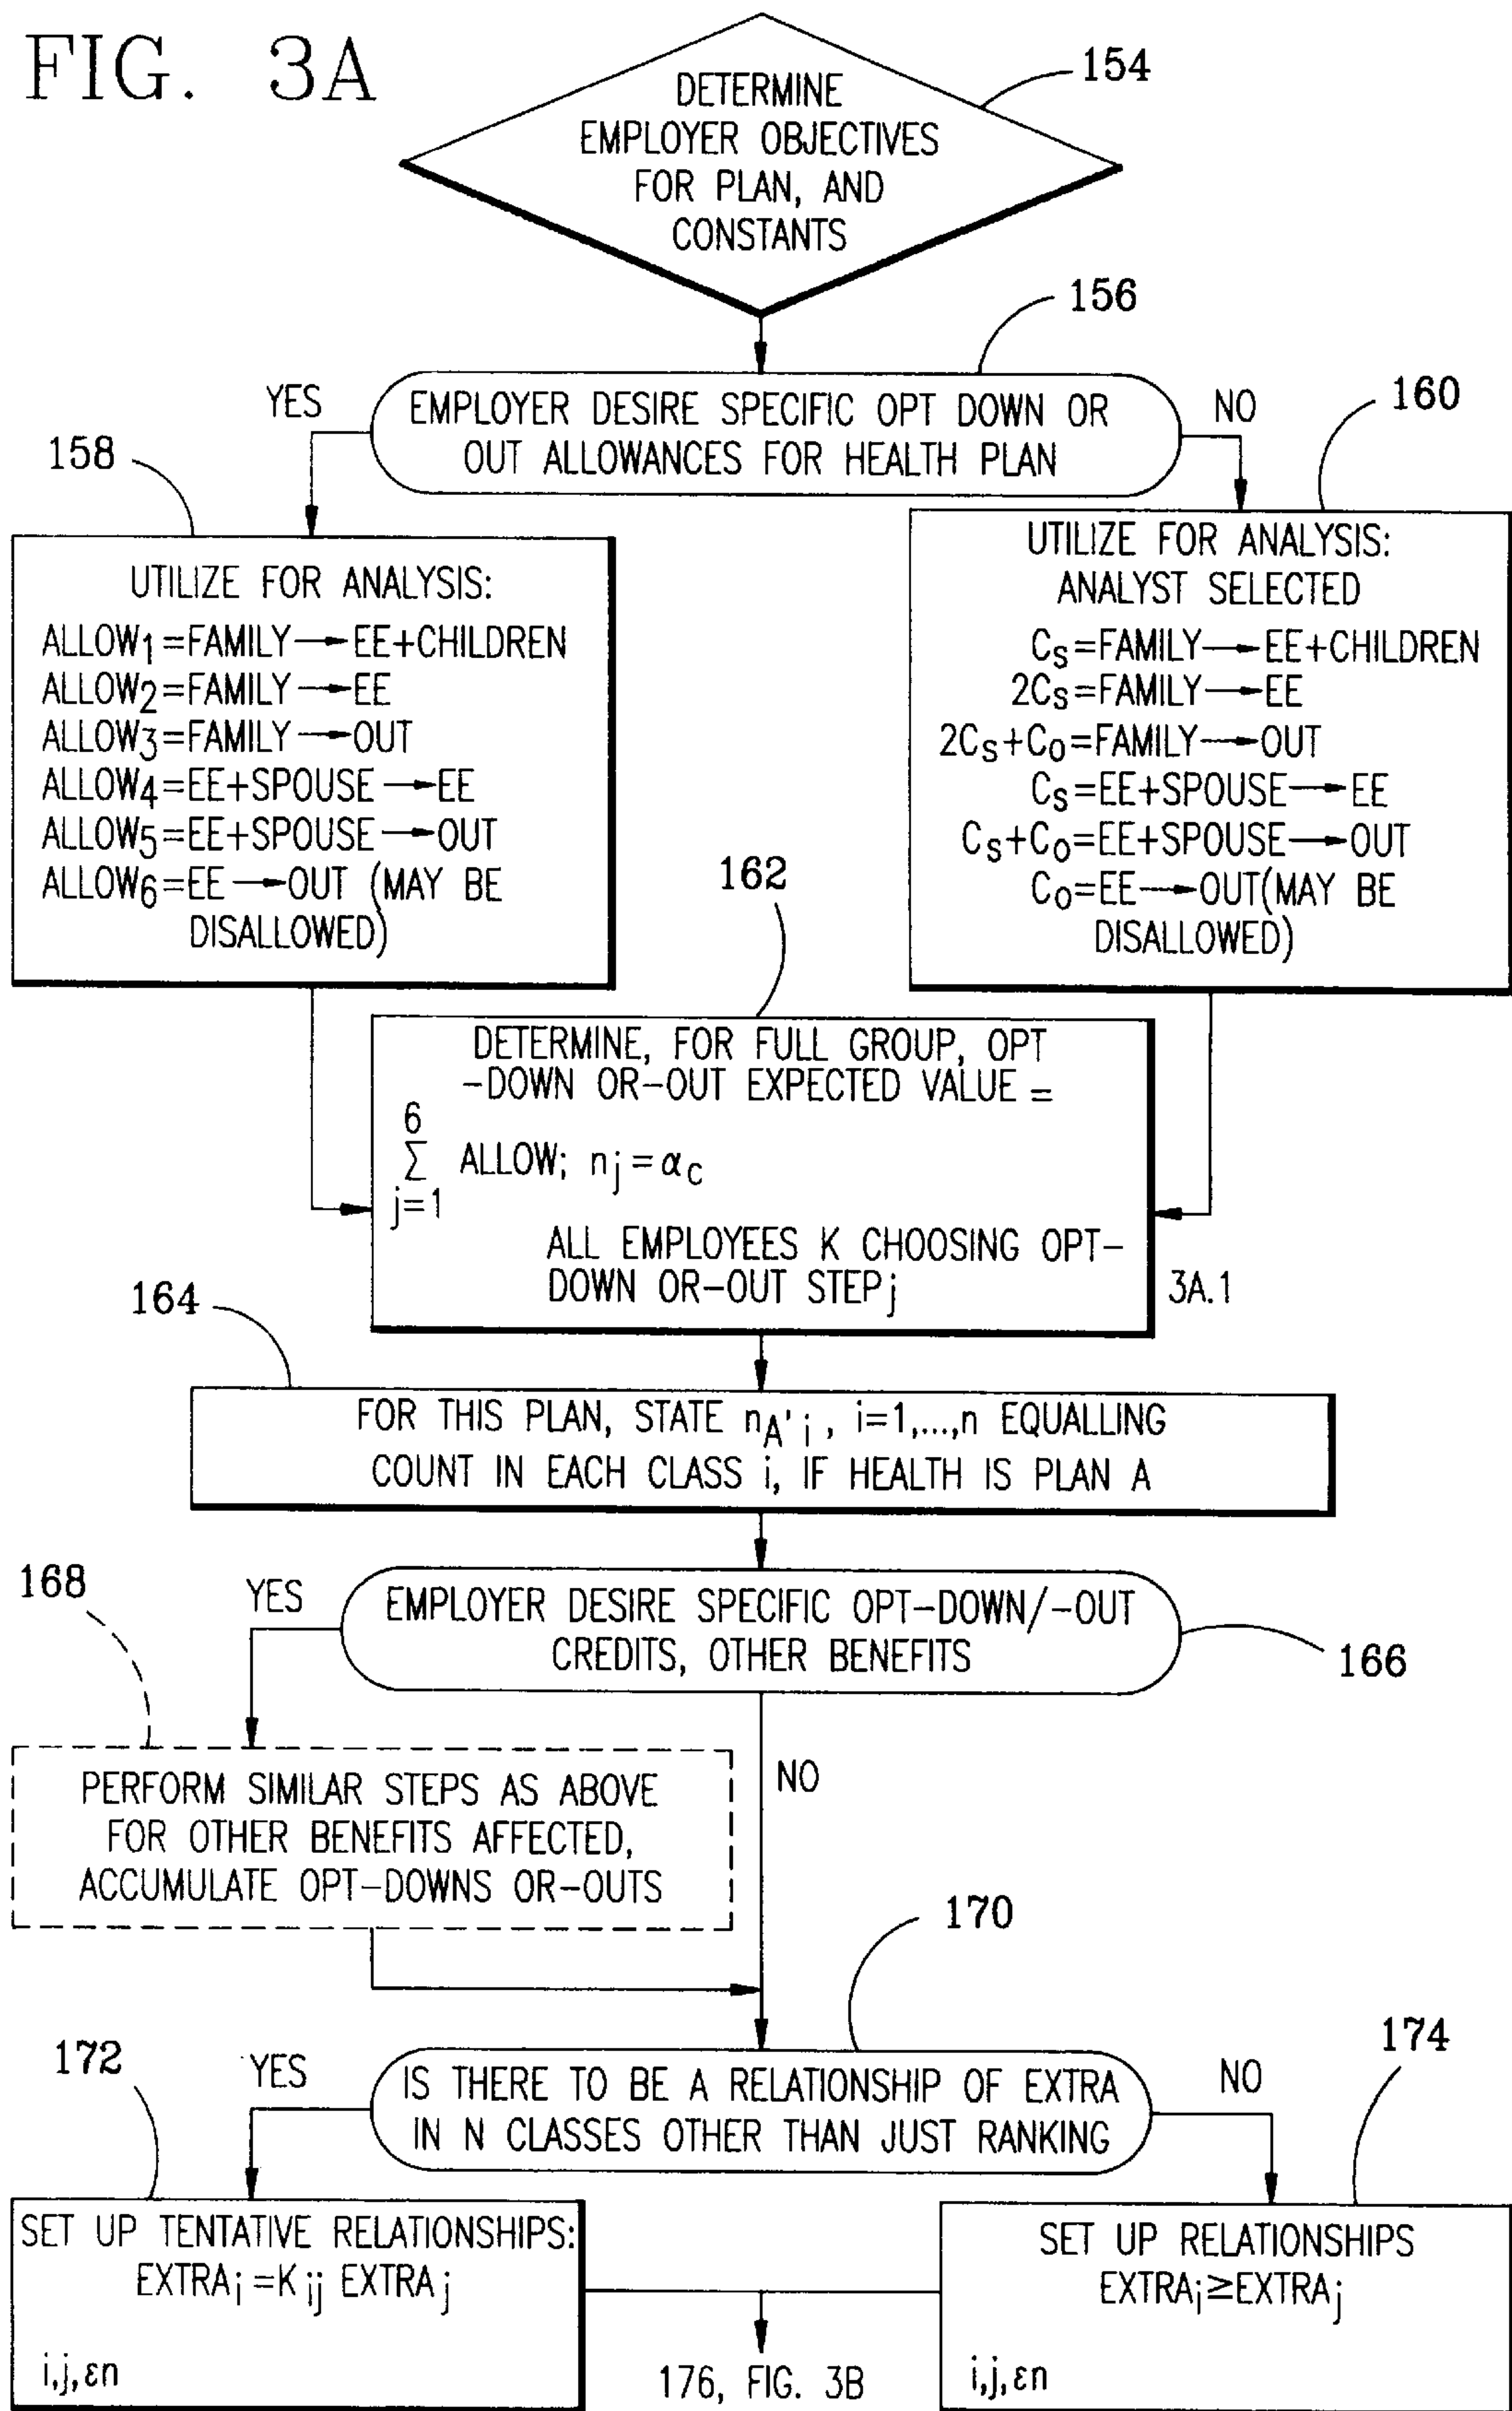 FIG. 3A
DETERMINE
EMPLOYER OBJECTIVES
FOR PLAN, AND
CONSTANTS
154
156
YES
EMPLOYER DESIRE SPECIFIC OPT DOWN OR
OUT ALLOWANCES FOR HEALTH PLAN
NO
160
158
UTILIZE FOR ANALYSIS:
ALLOW₁=FAMILY→EE+CHILDREN
ALLOW₂=FAMILY→EE
ALLOW₃=FAMILY→OUT
ALLOW₄=EE+SPOUSE→EE
ALLOW₅=EE+SPOUSE→OUT
ALLOW₆=EE→OUT (MAY BE
DISALLOWED)
UTILIZE FOR ANALYSIS:
ANALYST SELECTED
Cₛ=FAMILY→EE+CHILDREN
2Cₛ=FAMILY→EE
2Cₛ+Cₒ=FAMILY→OUT
Cₛ=EE+SPOUSE→EE
Cₛ+Cₒ=EE+SPOUSE→OUT
Cₒ=EE→OUT(MAY BE
DISALLOWED)
162
DETERMINE, FOR FULL GROUP, OPT
-DOWN OR-OUT EXPECTED VALUE =
6
Σ ALLOW; nj=αc
j=1
ALL EMPLOYEES K CHOOSING OPT-
DOWN OR-OUT STEPj
3A.1
164
FOR THIS PLAN, STATE nA'i, i=1,...,n EQUALLING
COUNT IN EACH CLASS i, IF HEALTH IS PLAN A
168
YES
EMPLOYER DESIRE SPECIFIC OPT-DOWN/-OUT
CREDITS, OTHER BENEFITS
166
NO
PERFORM SIMILAR STEPS AS ABOVE
FOR OTHER BENEFITS AFFECTED,
ACCUMULATE OPT-DOWNS OR-OUTS
170
172
YES
IS THERE TO BE A RELATIONSHIP OF EXTRA
IN N CLASSES OTHER THAN JUST RANKING
NO
174
SET UP TENTATIVE RELATIONSHIPS:
EXTRAi=Kij EXTRAj
i,j,εn
SET UP RELATIONSHIPS
EXTRAi≥EXTRAj
i,j,εn
176, FIG. 3B